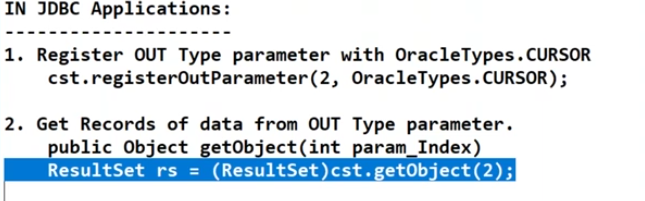 IN JDBC Applications:
---------------------
1. Register OUT Type parameter with OracleTypes.CURSOR
cst.registerOutParameter(2, OracleTypes.CURSOR);
2. Get Records of data from OUT Type parameter.
public Object getObject(int param_Index)
ResultSet rs = (ResultSet)cst.getObject(2);